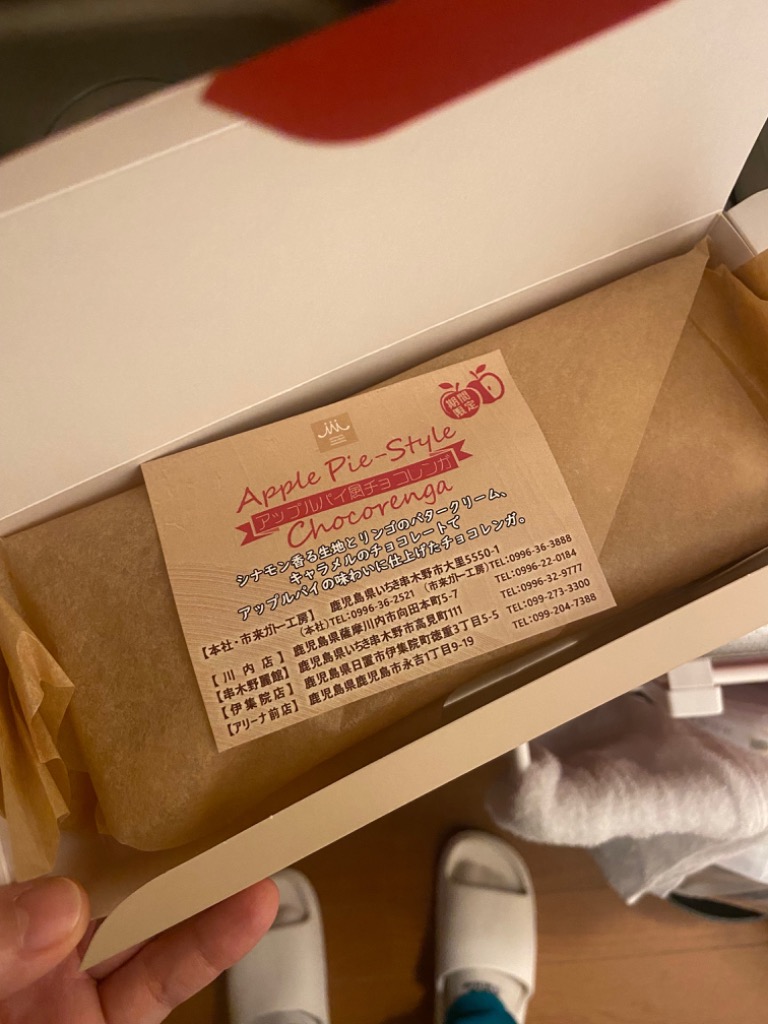 期間
限定
Apple Pie-Style
アップルパイ風チョコレンガ
Chocorenga
シナモン香る生地とリンゴのバタークリーム、
キャラメルのチョコレートで
アップルパイの味わいに仕上げたチョコレンガ。
【本社・市来ガトー工房】 鹿児島県いちき串木野市大里5550-1
(本社)TEL:0996-36-2521 (市来ガトー工房)TEL:0996-36-3888
【川内店】 鹿児島県薩摩川内市向田本町5-7 TEL:0996-22-0184
【串木野麗館】 鹿児島県いちき串木野市高見町111 TEL:0996-32-9777
【伊集院店】 鹿児島県日置市伊集院町徳重3丁目5-5 TEL:099-273-3300
【アリーナ前店】 鹿児島県鹿児島市永吉1丁目9-19 TEL:099-204-7388